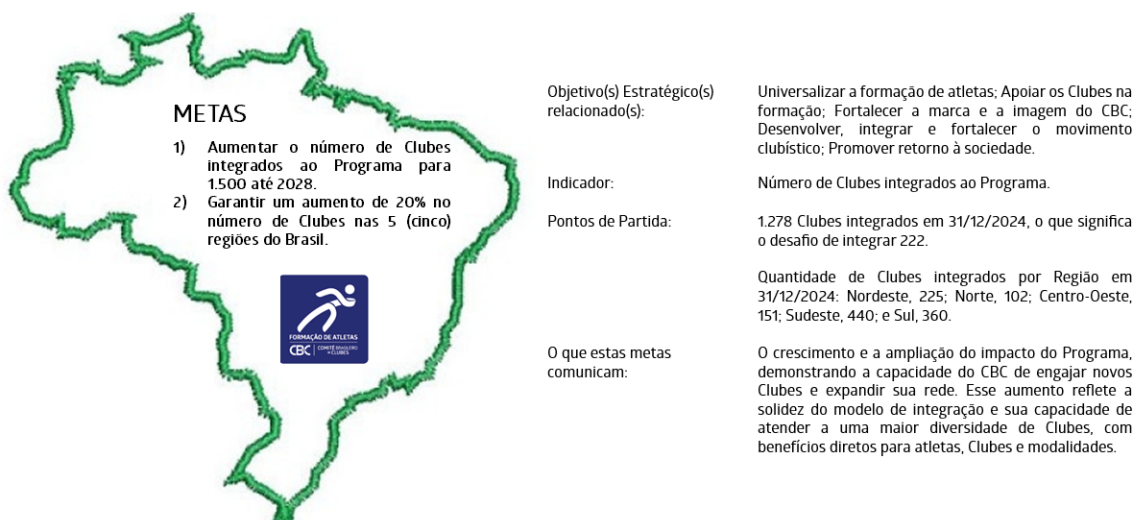 METAS
1) Aumentar o número de Clubes
integrados ao Programa para
1.500 até 2028.
2) Garantir um aumento de 20% no
número de Clubes nas 5 (cinco)
regiões do Brasil.
FORMAÇÃO DE ATLETAS
CBC COMITÊ BRASILEIRO
DE CLUBES
Objetivo(s) Estratégico(s)
relacionado(s):
Universalizar a formação de atletas; Apoiar os Clubes na
formação; Fortalecer a marca e a imagem do CBC;
Desenvolver, integrar e fortalecer o movimento
clubístico; Promover retorno à sociedade.
Indicador:
Número de Clubes integrados ao Programa.
Pontos de Partida:
1.278 Clubes integrados em 31/12/2024, o que significa
o desafio de integrar 222.
Quantidade de Clubes integrados por Região em
31/12/2024: Nordeste, 225; Norte, 102; Centro-Oeste,
151; Sudeste, 440; e Sul, 360.
O que estas metas
comunicam:
O crescimento e a ampliação do impacto do Programa,
demonstrando a capacidade do CBC de engajar novos
Clubes e expandir sua rede. Esse aumento reflete a
solidez do modelo de integração e sua capacidade de
atender a uma maior diversidade de Clubes, com
benefícios diretos para atletas, Clubes e modalidades.